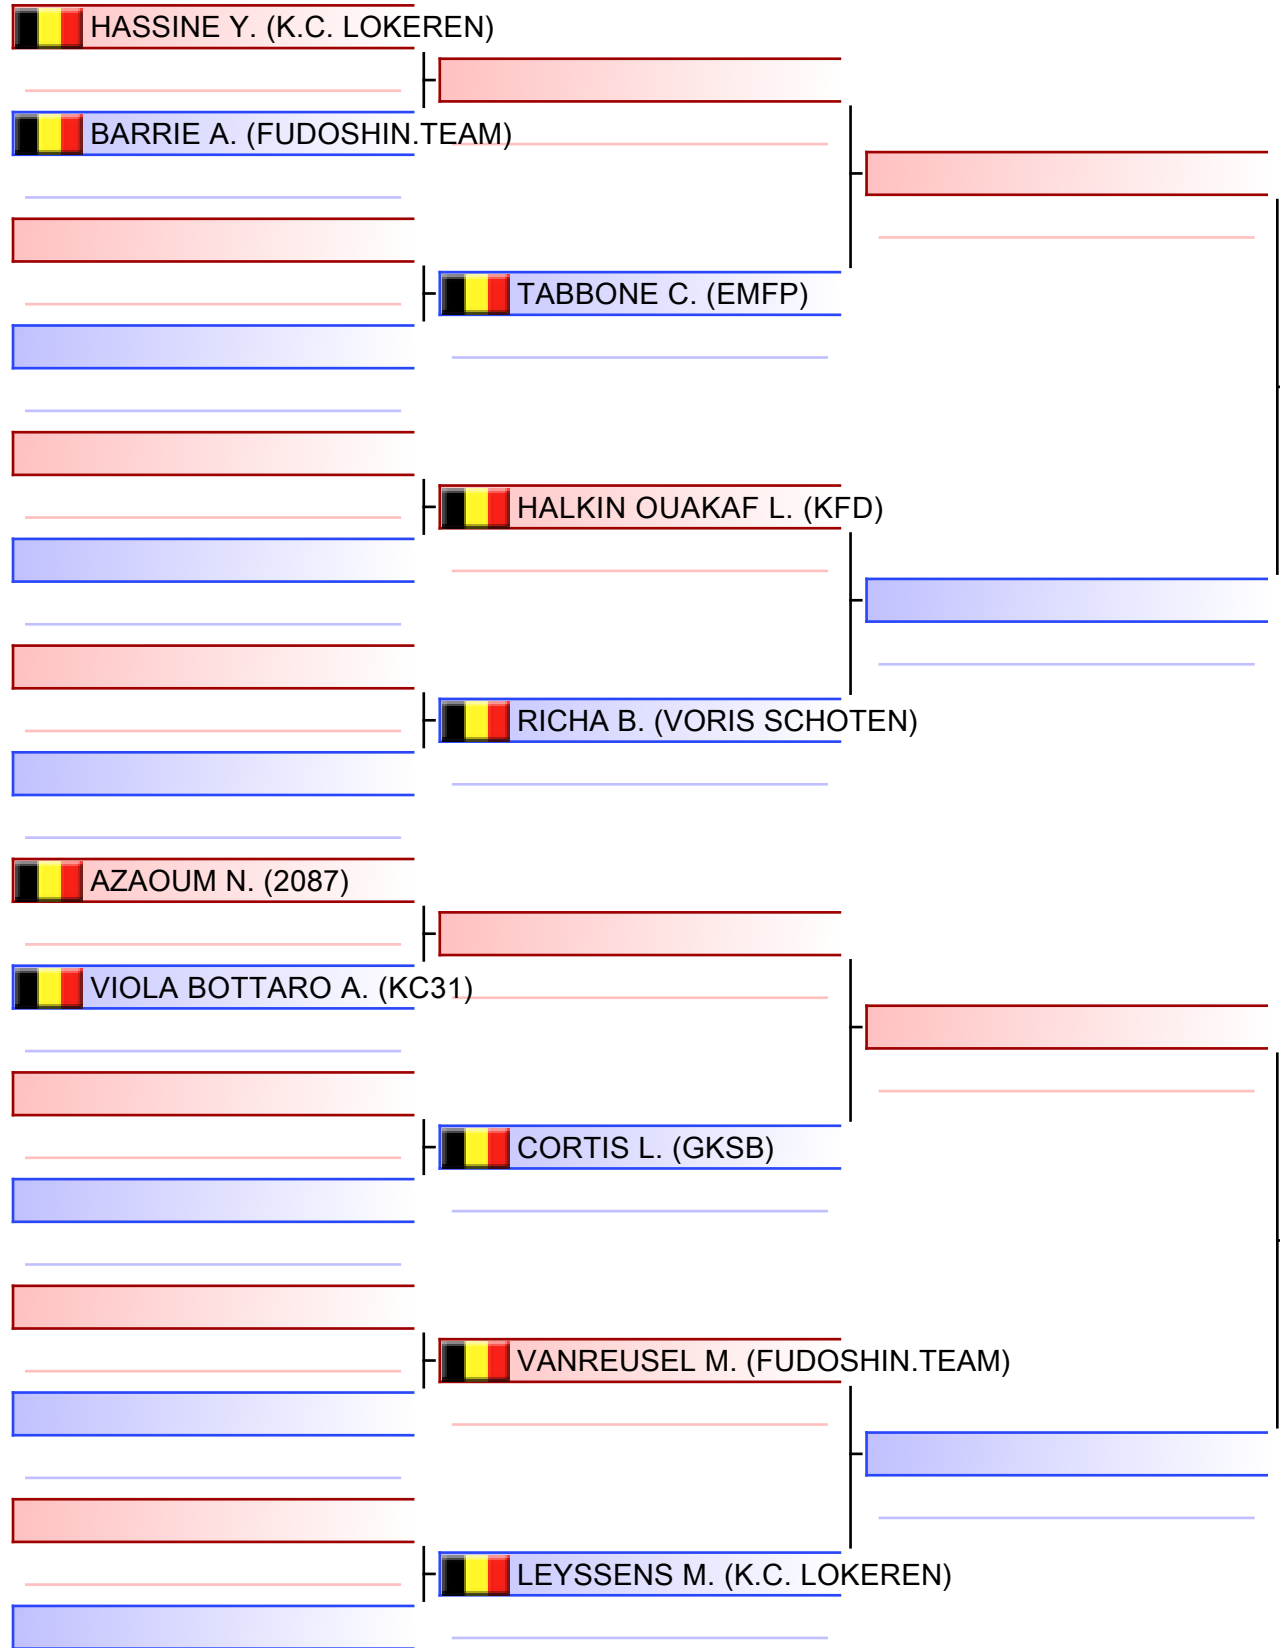 HASSINE Y. (K.C. LOKEREN)
BARRIE A. (FUDOSHIN.TEAM)
TABBONE C. (EMFP)
HALKIN OUAKAF L. (KFD)
RICHA B. (VORIS SCHOTEN)
AZAOUM N. (2087)
VIOLA BOTTARO A. (KC31)
CORTIS L. (GKSB)
VANREUSEL M. (FUDOSHIN.TEAM)
LEYSSENS M. (K.C. LOKEREN)